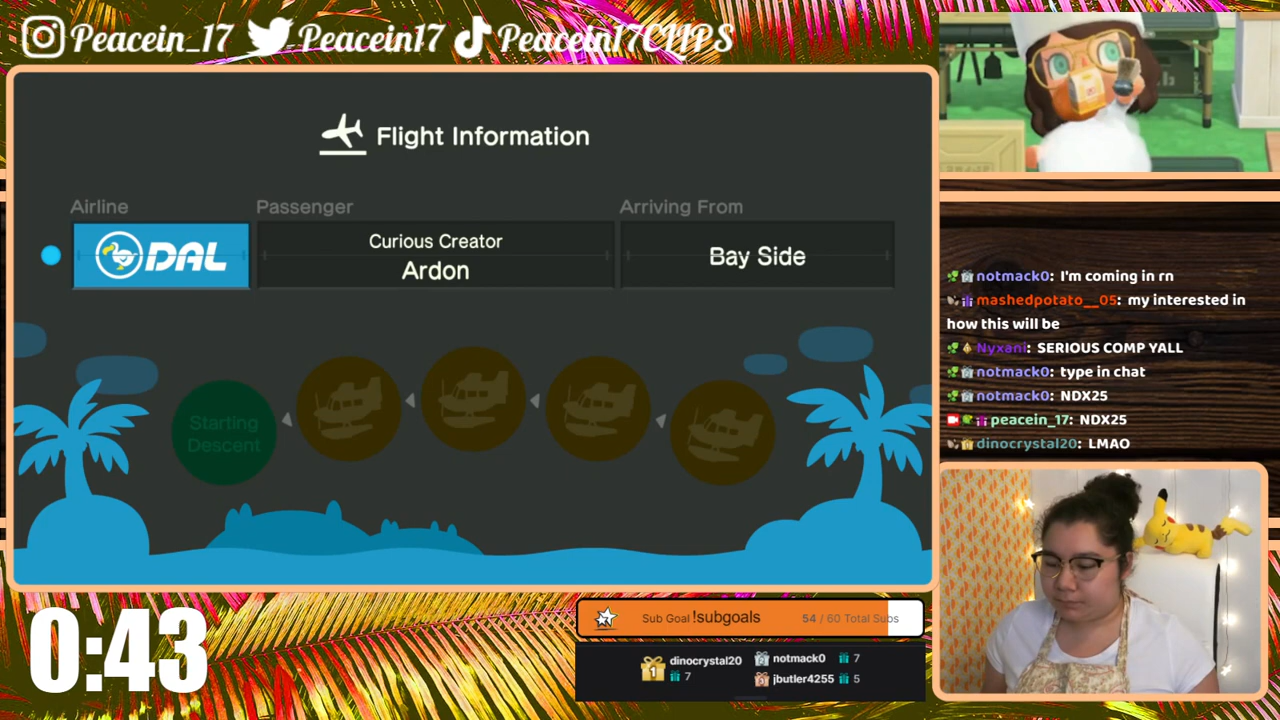 Peacein_17 Peacein17 Peacein17ClIPS
Flight Information
Airline Passenger Arriving From
DAL
Curious Creator
Ardon
Bay Side
Starting
Descent
notmack0: I'm coming in rn
mashedpotato__05: my interested in
how this will be
Nyxani: SERIOUS COMP YALL
notmack0: type in chat
notmack0: NDX25
peacein_17: NDX25
dinocrystal20: LMAO
0:43
Sub Goal !subgoals 54 / 60 Total Subs
1 dinocrystal20 7
notmack0 7
jbutler4255 5